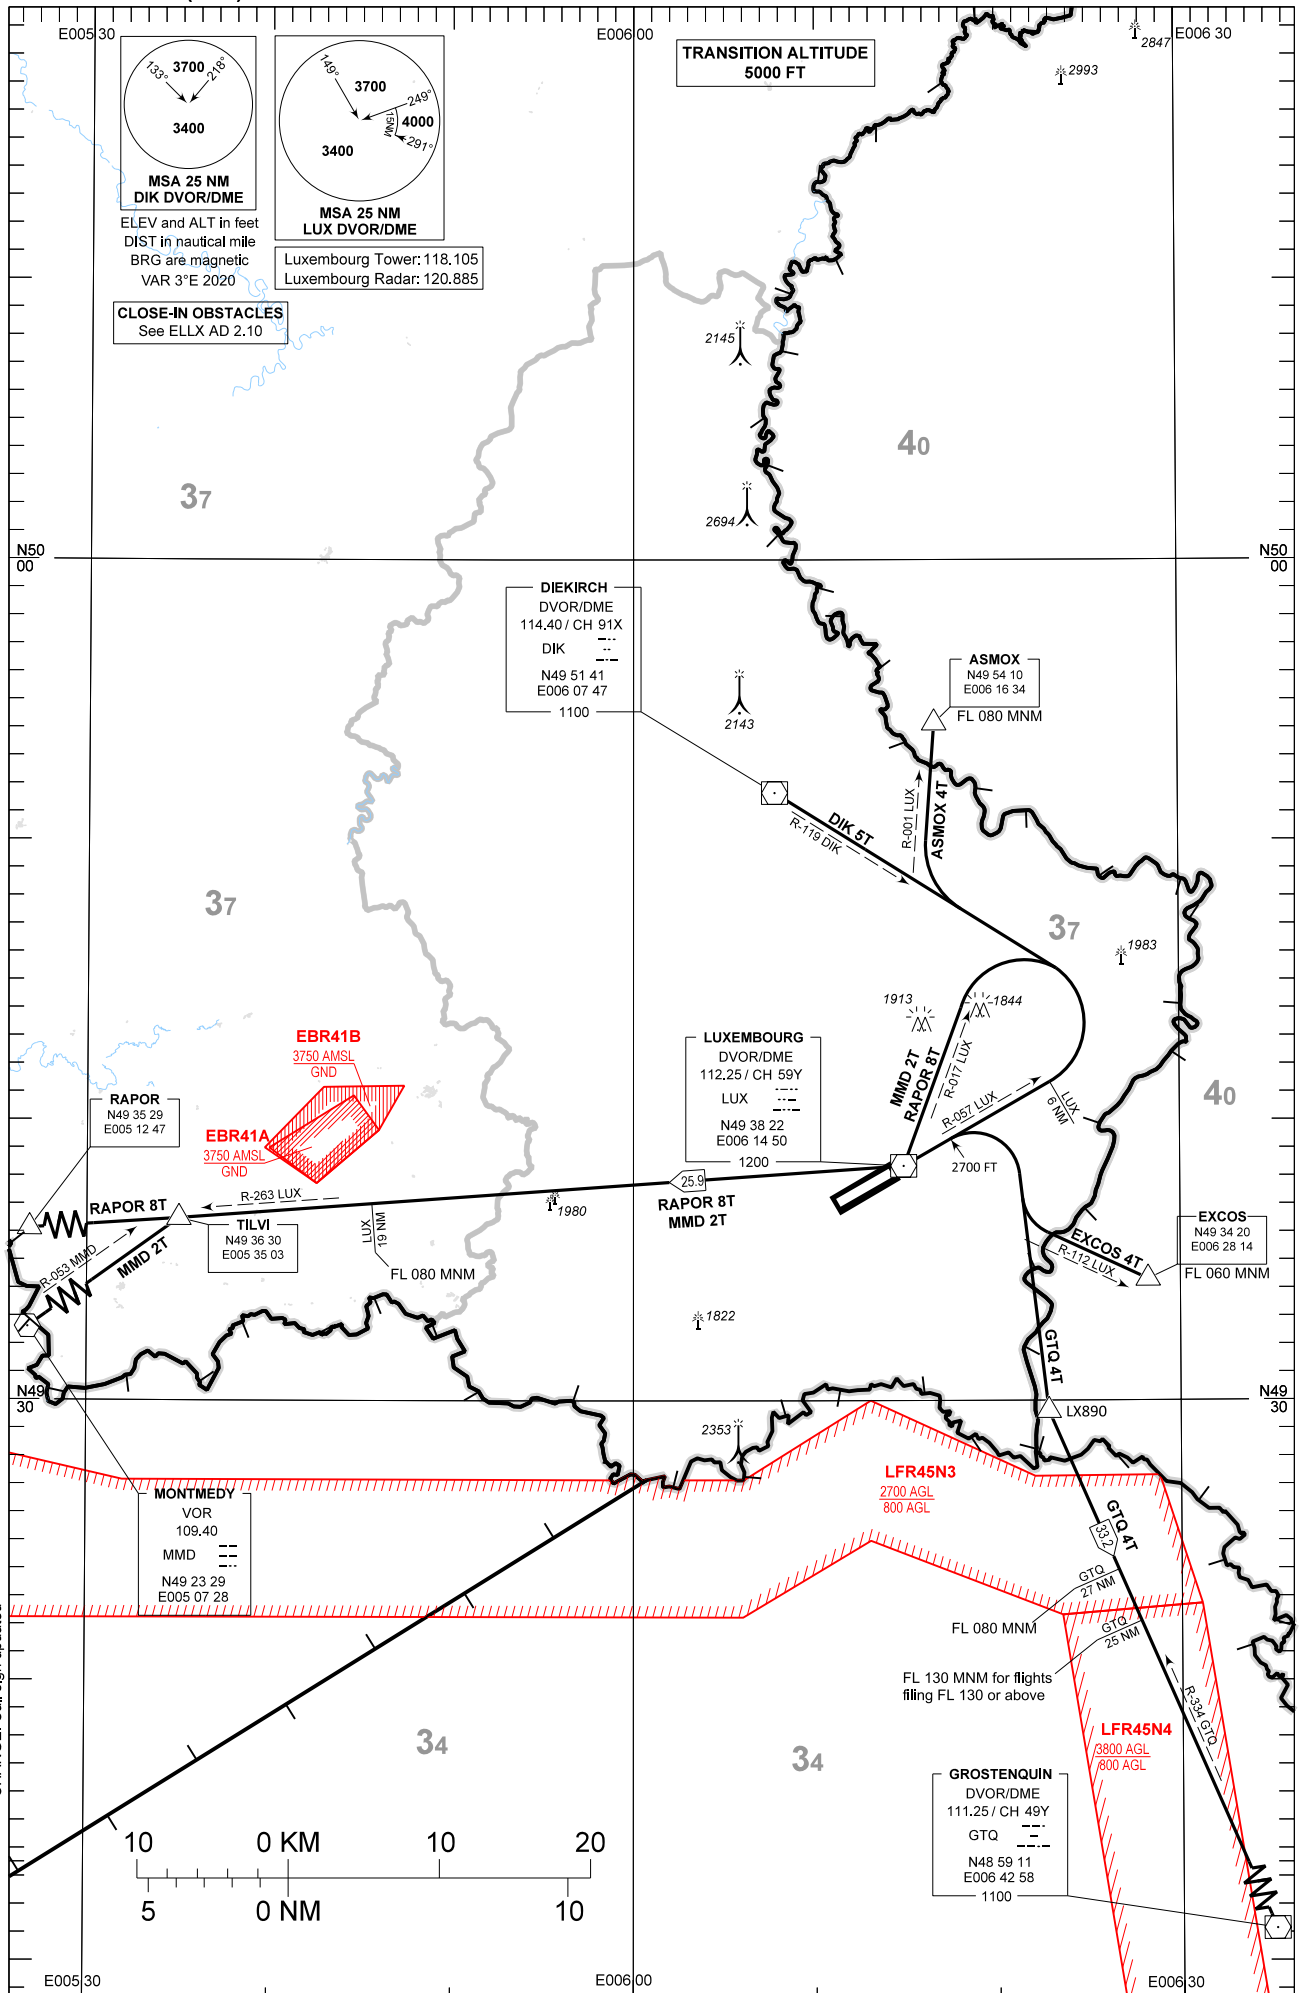 E005 30
E006 00
E006 30
3700
133°
218°
3400
MSA 25 NM
DIK DVOR/DME
149°
3700
249°
4000
15NM
291°
3400
MSA 25 NM
LUX DVOR/DME
TRANSITION ALTITUDE
5000 FT
2847
2993
ELEV and ALT in feet
DIST in nautical mile
BRG are magnetic
VAR 3°E 2020
Luxembourg Tower: 118.105
Luxembourg Radar: 120.885
CLOSE-IN OBSTACLES
See ELLX AD 2.10
2145
40
37
2694
N50
00
N50
00
DIEKIRCH
DVOR/DME
114.40 / CH 91X
DIK
N49 51 41
E006 07 47
1100
2143
ASMOX
N49 54 10
E006 16 34
FL 080 MNM
DIK 5T
R-119 DIK
R-001 LUX
ASMOX 4T
37
37
1983
1913
1844
EBR41B
3750 AMSL
GND
EBR41A
3750 AMSL
GND
LUXEMBOURG
DVOR/DME
112.25 / CH 59Y
LUX
N49 38 22
E006 14 50
1200
MMD 2T
RAPOR 8T
R-017 LUX
R-057 LUX
LUX
6 NM
40
2700 FT
RAPOR
N49 35 29
E005 12 47
RAPOR 8T
R-263 LUX
TILVI
N49 36 30
E005 35 03
R-053 MMD
MMD 2T
LUX
19 NM
FL 080 MNM
1980
25.9
RAPOR 8T
MMD 2T
EXCOS
N49 34 20
E006 28 14
FL 060 MNM
EXCOS 4T
R-112 LUX
1822
GTQ 4T
N49
30
N49
30
LX890
2353
LFR45N3
2700 AGL
800 AGL
MONTMEDY
VOR
109.40
MMD
N49 23 29
E005 07 28
GTQ 4T
33.2
GTQ
27 NM
FL 080 MNM
GTQ
25 NM
FL 130 MNM for flights
filing FL 130 or above
R-334 GTQ
LFR45N4
3800 AGL
800 AGL
34
34
GROSTENQUIN
DVOR/DME
111.25 / CH 49Y
GTQ
N48 59 11
E006 42 58
1100
10
0 KM
10
20
5
0 NM
10
E005 30
E006 00
E006 30